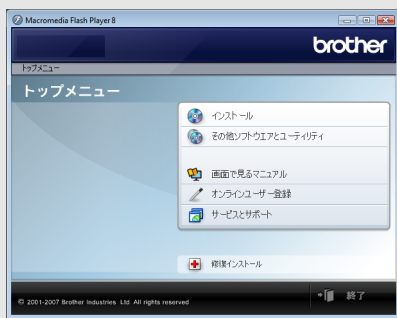 Macromedia Flash Player 8
brother
トップメニュー
トップメニュー
インストール
その他ソフトウエアとユーティリティ
画面で見るマニュアル
オンラインユーザー登録
サービスとサポート
修復インストール
© 2001-2007 Brother Industries Ltd. All rights reserved
終了